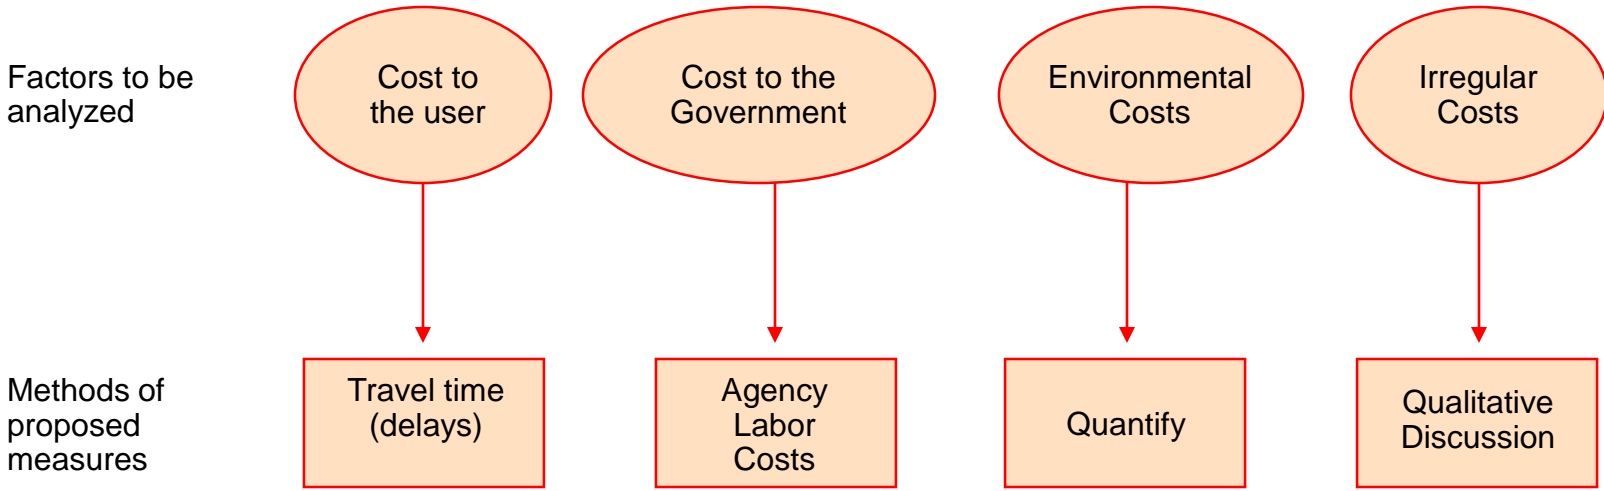 Factors to be
analyzed
Cost to
the user
Cost to the
Government
Environmental
Costs
Irregular
Costs
Methods of
proposed
measures
Travel time
(delays)
Agency
Labor
Costs
Quantify
Qualitative
Discussion